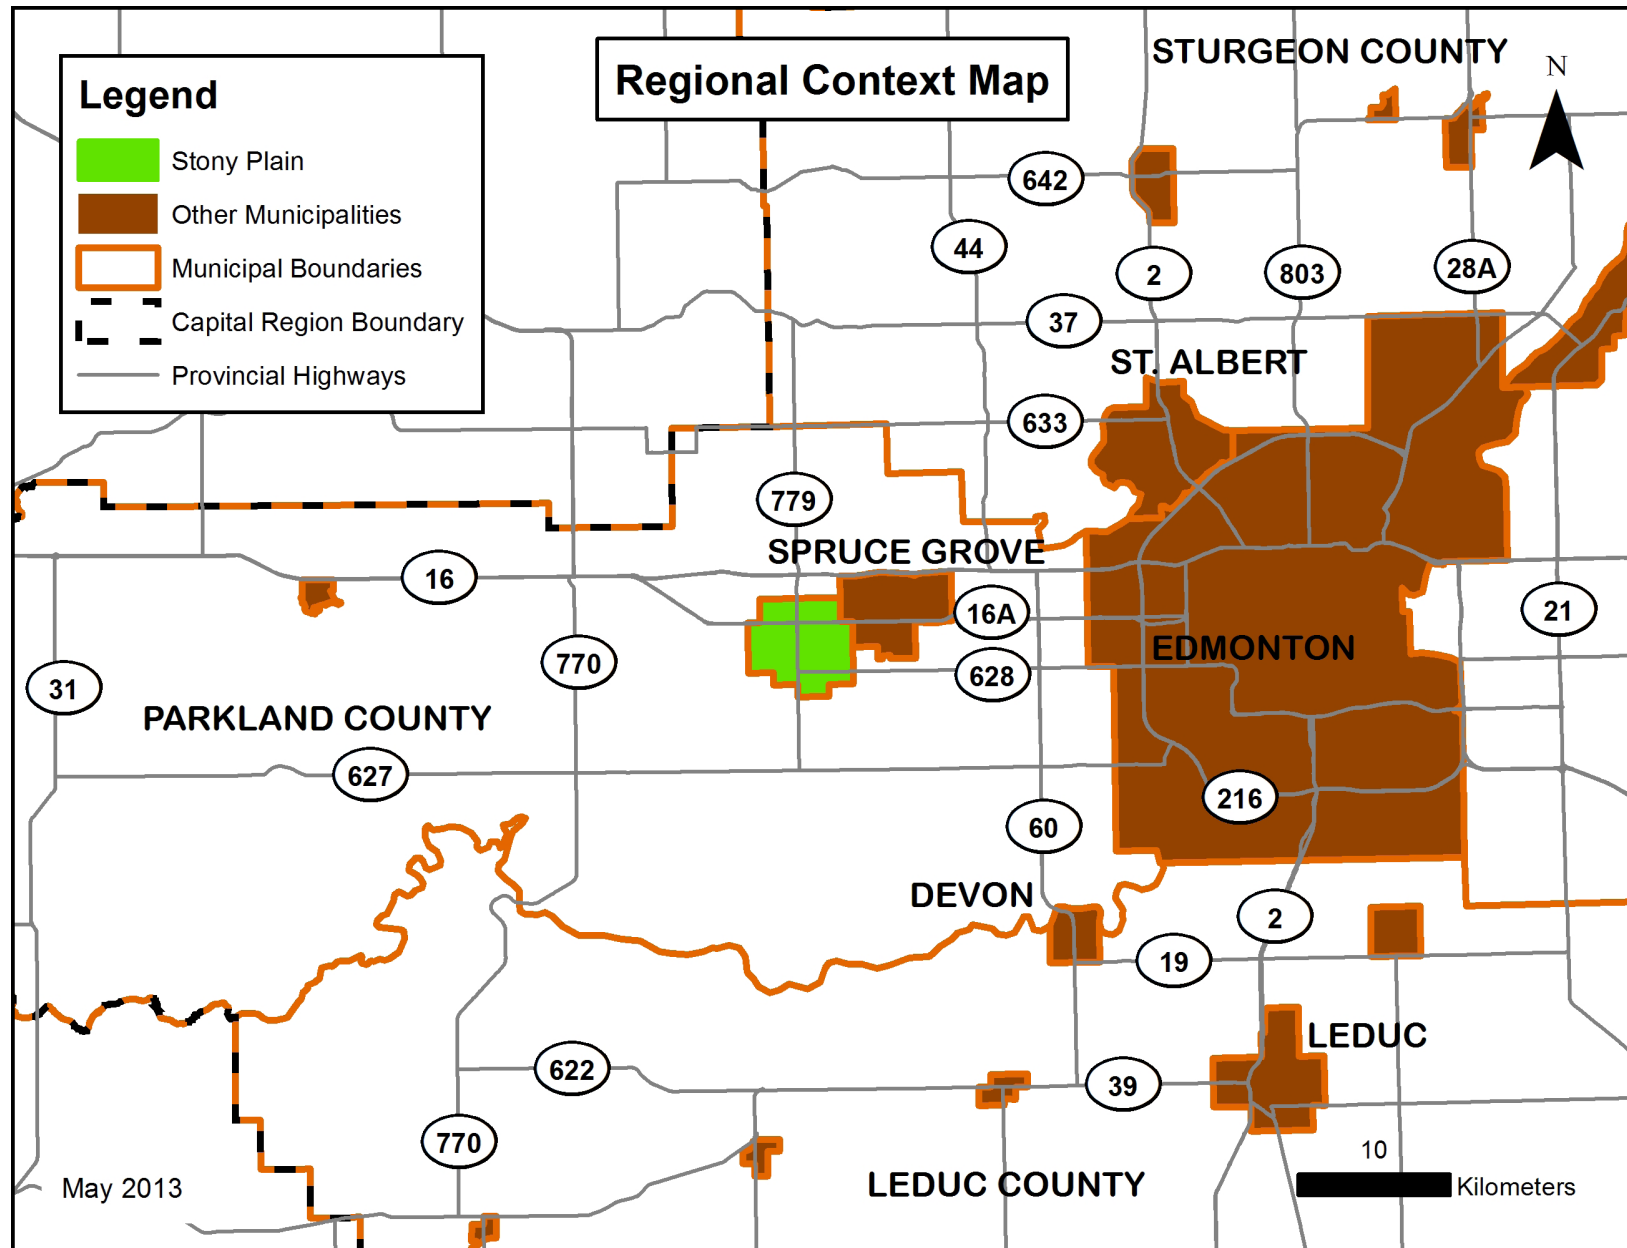 Regional Context Map
STURGEON COUNTY
N
Legend
Stony Plain
Other Municipalities
Municipal Boundaries
Capital Region Boundary
Provincial Highways
642
44
2
803
28A
37
ST. ALBERT
633
779
SPRUCE GROVE
16
16A
21
EDMONTON
770
628
31
PARKLAND COUNTY
627
216
60
DEVON
2
19
LEDUC
622
39
770
10
Kilometers
LEDUC COUNTY
May 2013